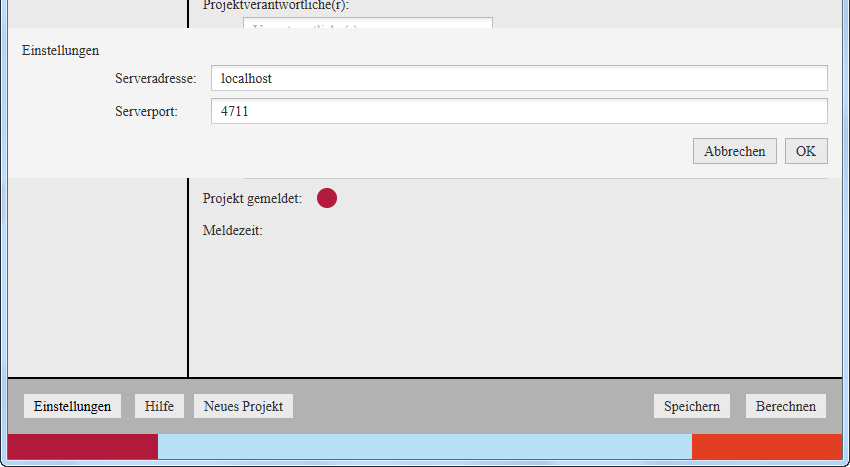 Projektverantwortliche(r):
Einstellungen
Serveradresse: localhost
Serverport: 4711
Abbrechen OK
Projekt gemeldet:
Meldezeit:
Einstellungen Hilfe Neues Projekt Speichern Berechnen